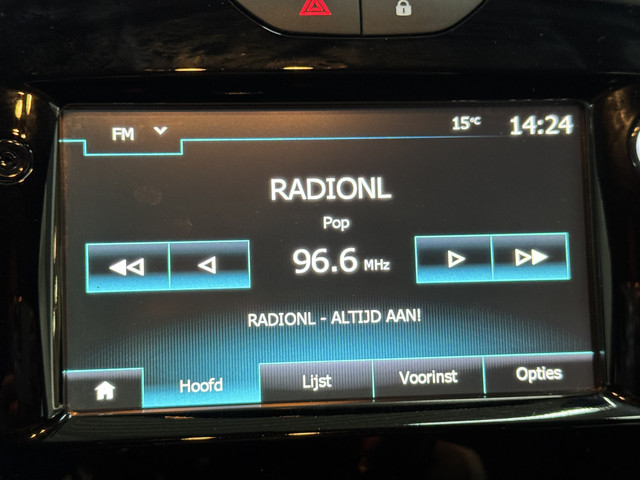 FM 15°C 14:24
RADIONL
Pop
96.6 MHz
RADIONL - ALTIJD AAN!
Hoofd Lijst Voorinst Opties